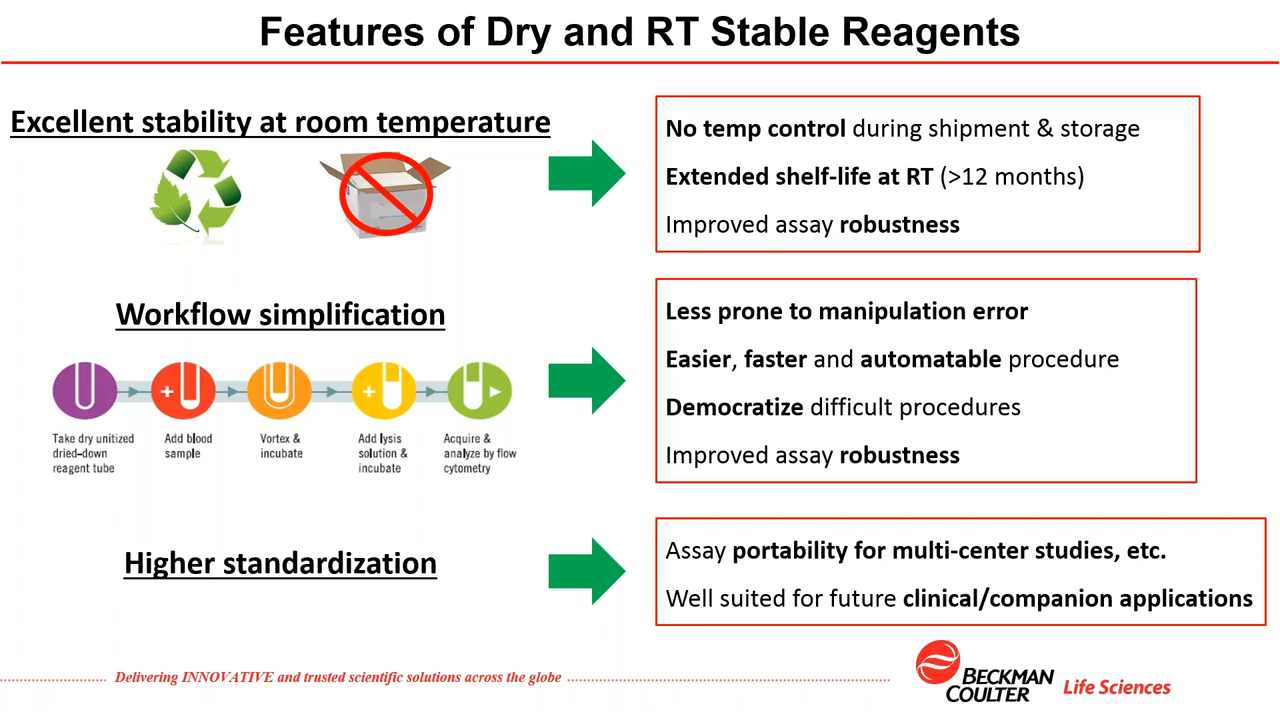 Features of Dry and RT Stable Reagents
Excellent stability at room temperature
No temp control during shipment & storage
Extended shelf-life at RT (>12 months)
Improved assay robustness
Workflow simplification
Take dry unitized
dried-down
reagent tube
Add blood
sample
Vortex &
incubate
Add lysis
solution &
incubate
Acquire &
analyze by flow
cytometry
Less prone to manipulation error
Easier, faster and automatable procedure
Democratize difficult procedures
Improved assay robustness
Higher standardization
Assay portability for multi-center studies, etc.
Well suited for future clinical/companion applications
Delivering INNOVATIVE and trusted scientific solutions across the globe
BECKMAN
COULTER
Life Sciences